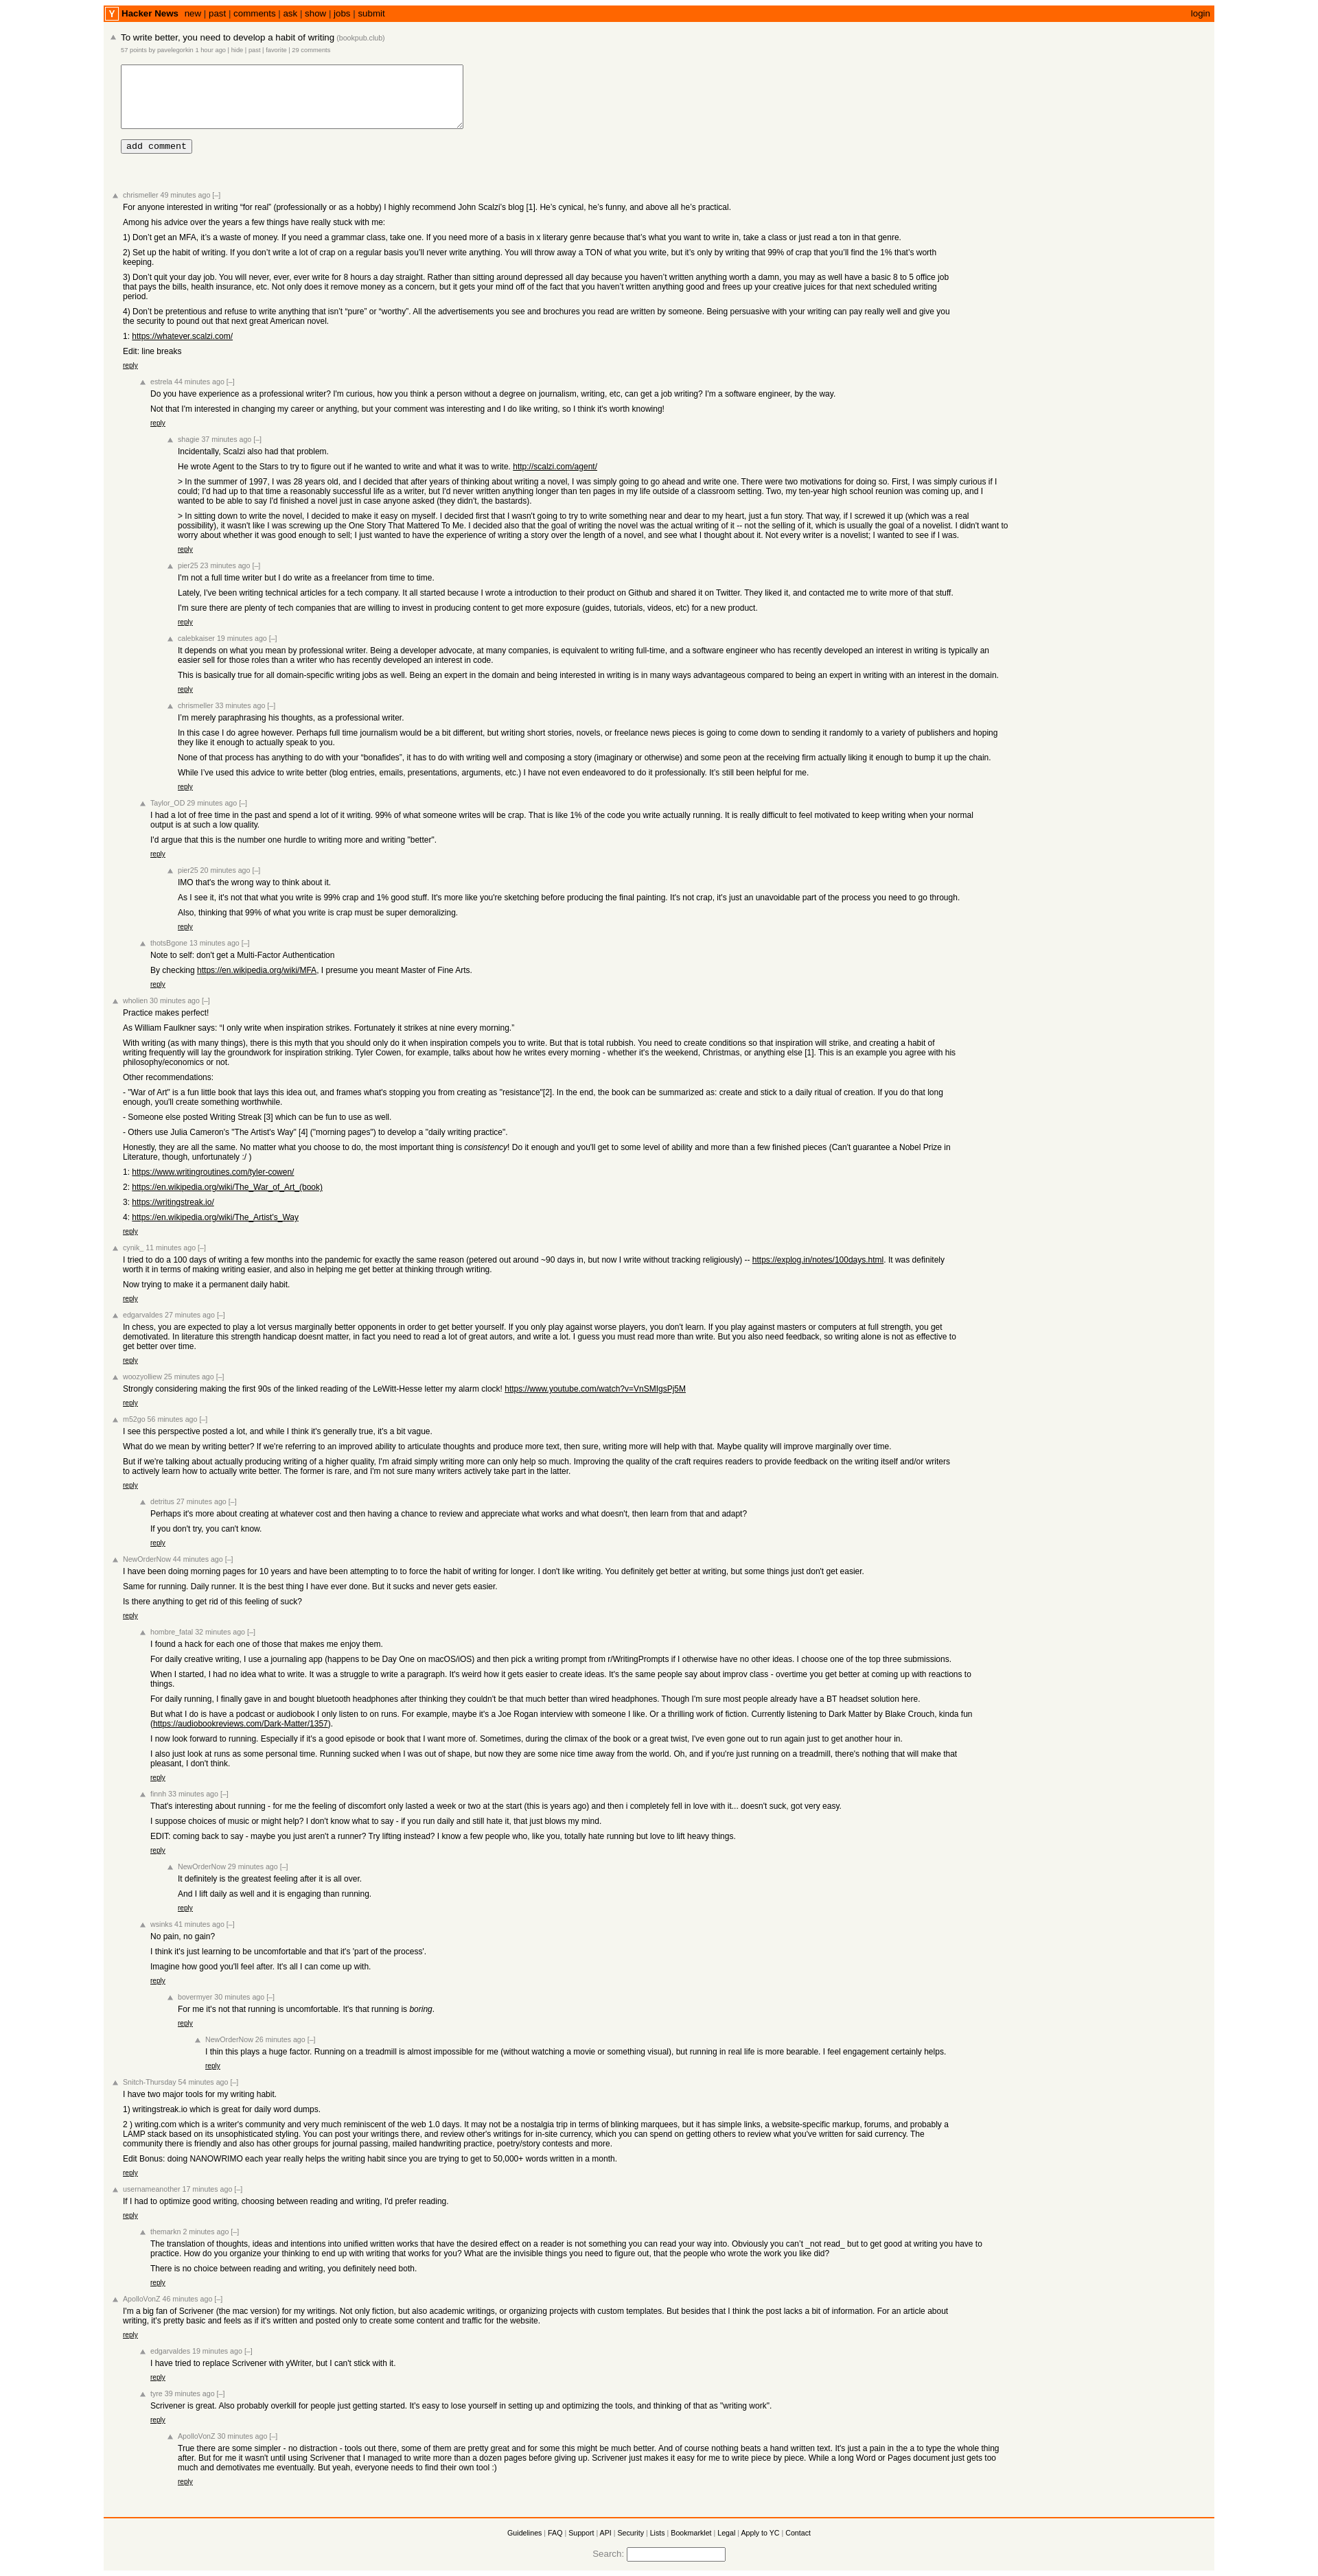 Y Hacker News new | past | comments | ask | show | jobs | submit login
To write better, you need to develop a habit of writing (bookpub.club)
57 points by pavelegorkin 1 hour ago | hide | past | favorite | 29 comments
add comment
chrismeller 49 minutes ago [–]
For anyone interested in writing “for real” (professionally or as a hobby) I highly recommend John Scalzi’s blog [1]. He’s cynical, he’s funny, and above all he’s practical.
Among his advice over the years a few things have really stuck with me:
1) Don’t get an MFA, it’s a waste of money. If you need a grammar class, take one. If you need more of a basis in x literary genre because that’s what you want to write in, take a class or just read a ton in that genre.
2) Set up the habit of writing. If you don’t write a lot of crap on a regular basis you’ll never write anything. You will throw away a TON of what you write, but it’s only by writing that 99% of crap that you’ll find the 1% that’s worth
keeping.
3) Don’t quit your day job. You will never, ever, ever write for 8 hours a day straight. Rather than sitting around depressed all day because you haven’t written anything worth a damn, you may as well have a basic 8 to 5 office job
that pays the bills, health insurance, etc. Not only does it remove money as a concern, but it gets your mind off of the fact that you haven’t written anything good and frees up your creative juices for that next scheduled writing
period.
4) Don’t be pretentious and refuse to write anything that isn’t “pure” or “worthy”. All the advertisements you see and brochures you read are written by someone. Being persuasive with your writing can pay really well and give you
the security to pound out that next great American novel.
1: https://whatever.scalzi.com/
Edit: line breaks
reply
estrela 44 minutes ago [–]
Do you have experience as a professional writer? I'm curious, how you think a person without a degree on journalism, writing, etc, can get a job writing? I'm a software engineer, by the way.
Not that I'm interested in changing my career or anything, but your comment was interesting and I do like writing, so I think it's worth knowing!
reply
shagie 37 minutes ago [–]
Incidentally, Scalzi also had that problem.
He wrote Agent to the Stars to try to figure out if he wanted to write and what it was to write. http://scalzi.com/agent/
> In the summer of 1997, I was 28 years old, and I decided that after years of thinking about writing a novel, I was simply going to go ahead and write one. There were two motivations for doing so. First, I was simply curious if I
could; I'd had up to that time a reasonably successful life as a writer, but I'd never written anything longer than ten pages in my life outside of a classroom setting. Two, my ten-year high school reunion was coming up, and I
wanted to be able to say I'd finished a novel just in case anyone asked (they didn't, the bastards).
> In sitting down to write the novel, I decided to make it easy on myself. I decided first that I wasn't going to try to write something near and dear to my heart, just a fun story. That way, if I screwed it up (which was a real
possibility), it wasn't like I was screwing up the One Story That Mattered To Me. I decided also that the goal of writing the novel was the actual writing of it -- not the selling of it, which is usually the goal of a novelist. I didn't want to
worry about whether it was good enough to sell; I just wanted to have the experience of writing a story over the length of a novel, and see what I thought about it. Not every writer is a novelist; I wanted to see if I was.
reply
pier25 23 minutes ago [–]
I'm not a full time writer but I do write as a freelancer from time to time.
Lately, I've been writing technical articles for a tech company. It all started because I wrote a introduction to their product on Github and shared it on Twitter. They liked it, and contacted me to write more of that stuff.
I'm sure there are plenty of tech companies that are willing to invest in producing content to get more exposure (guides, tutorials, videos, etc) for a new product.
reply
calebkaiser 19 minutes ago [–]
It depends on what you mean by professional writer. Being a developer advocate, at many companies, is equivalent to writing full-time, and a software engineer who has recently developed an interest in writing is typically an
easier sell for those roles than a writer who has recently developed an interest in code.
This is basically true for all domain-specific writing jobs as well. Being an expert in the domain and being interested in writing is in many ways advantageous compared to being an expert in writing with an interest in the domain.
reply
chrismeller 33 minutes ago [–]
I’m merely paraphrasing his thoughts, as a professional writer.
In this case I do agree however. Perhaps full time journalism would be a bit different, but writing short stories, novels, or freelance news pieces is going to come down to sending it randomly to a variety of publishers and hoping
they like it enough to actually speak to you.
None of that process has anything to do with your “bonafides”, it has to do with writing well and composing a story (imaginary or otherwise) and some peon at the receiving firm actually liking it enough to bump it up the chain.
While I’ve used this advice to write better (blog entries, emails, presentations, arguments, etc.) I have not even endeavored to do it professionally. It’s still been helpful for me.
reply
Taylor_OD 29 minutes ago [–]
I had a lot of free time in the past and spend a lot of it writing. 99% of what someone writes will be crap. That is like 1% of the code you write actually running. It is really difficult to feel motivated to keep writing when your normal
output is at such a low quality.
I'd argue that this is the number one hurdle to writing more and writing "better".
reply
pier25 20 minutes ago [–]
IMO that's the wrong way to think about it.
As I see it, it's not that what you write is 99% crap and 1% good stuff. It's more like you're sketching before producing the final painting. It's not crap, it's just an unavoidable part of the process you need to go through.
Also, thinking that 99% of what you write is crap must be super demoralizing.
reply
thotsBgone 13 minutes ago [–]
Note to self: don't get a Multi-Factor Authentication
By checking https://en.wikipedia.org/wiki/MFA, I presume you meant Master of Fine Arts.
reply
wholien 30 minutes ago [–]
Practice makes perfect!
As William Faulkner says: “I only write when inspiration strikes. Fortunately it strikes at nine every morning.”
With writing (as with many things), there is this myth that you should only do it when inspiration compels you to write. But that is total rubbish. You need to create conditions so that inspiration will strike, and creating a habit of
writing frequently will lay the groundwork for inspiration striking. Tyler Cowen, for example, talks about how he writes every morning - whether it's the weekend, Christmas, or anything else [1]. This is an example you agree with his
philosophy/economics or not.
Other recommendations:
- "War of Art" is a fun little book that lays this idea out, and frames what's stopping you from creating as "resistance"[2]. In the end, the book can be summarized as: create and stick to a daily ritual of creation. If you do that long
enough, you'll create something worthwhile.
- Someone else posted Writing Streak [3] which can be fun to use as well.
- Others use Julia Cameron's "The Artist's Way" [4] ("morning pages") to develop a "daily writing practice".
Honestly, they are all the same. No matter what you choose to do, the most important thing is consistency! Do it enough and you'll get to some level of ability and more than a few finished pieces (Can't guarantee a Nobel Prize in
Literature, though, unfortunately :/ )
1: https://www.writingroutines.com/tyler-cowen/
2: https://en.wikipedia.org/wiki/The_War_of_Art_(book)
3: https://writingstreak.io/
4: https://en.wikipedia.org/wiki/The_Artist's_Way
reply
cynik_ 11 minutes ago [–]
I tried to do a 100 days of writing a few months into the pandemic for exactly the same reason (petered out around ~90 days in, but now I write without tracking religiously) -- https://explog.in/notes/100days.html. It was definitely
worth it in terms of making writing easier, and also in helping me get better at thinking through writing.
Now trying to make it a permanent daily habit.
reply
edgarvaldes 27 minutes ago [–]
In chess, you are expected to play a lot versus marginally better opponents in order to get better yourself. If you only play against worse players, you don't learn. If you play against masters or computers at full strength, you get
demotivated. In literature this strength handicap doesnt matter, in fact you need to read a lot of great autors, and write a lot. I guess you must read more than write. But you also need feedback, so writing alone is not as effective to
get better over time.
reply
woozyolliew 25 minutes ago [–]
Strongly considering making the first 90s of the linked reading of the LeWitt-Hesse letter my alarm clock! https://www.youtube.com/watch?v=VnSMIgsPj5M
reply
m52go 56 minutes ago [–]
I see this perspective posted a lot, and while I think it's generally true, it's a bit vague.
What do we mean by writing better? If we're referring to an improved ability to articulate thoughts and produce more text, then sure, writing more will help with that. Maybe quality will improve marginally over time.
But if we're talking about actually producing writing of a higher quality, I'm afraid simply writing more can only help so much. Improving the quality of the craft requires readers to provide feedback on the writing itself and/or writers
to actively learn how to actually write better. The former is rare, and I'm not sure many writers actively take part in the latter.
reply
detritus 27 minutes ago [–]
Perhaps it's more about creating at whatever cost and then having a chance to review and appreciate what works and what doesn't, then learn from that and adapt?
If you don't try, you can't know.
reply
NewOrderNow 44 minutes ago [–]
I have been doing morning pages for 10 years and have been attempting to to force the habit of writing for longer. I don't like writing. You definitely get better at writing, but some things just don't get easier.
Same for running. Daily runner. It is the best thing I have ever done. But it sucks and never gets easier.
Is there anything to get rid of this feeling of suck?
reply
hombre_fatal 32 minutes ago [–]
I found a hack for each one of those that makes me enjoy them.
For daily creative writing, I use a journaling app (happens to be Day One on macOS/iOS) and then pick a writing prompt from r/WritingPrompts if I otherwise have no other ideas. I choose one of the top three submissions.
When I started, I had no idea what to write. It was a struggle to write a paragraph. It's weird how it gets easier to create ideas. It's the same people say about improv class - overtime you get better at coming up with reactions to
things.
For daily running, I finally gave in and bought bluetooth headphones after thinking they couldn't be that much better than wired headphones. Though I'm sure most people already have a BT headset solution here.
But what I do is have a podcast or audiobook I only listen to on runs. For example, maybe it's a Joe Rogan interview with someone I like. Or a thrilling work of fiction. Currently listening to Dark Matter by Blake Crouch, kinda fun
(https://audiobookreviews.com/Dark-Matter/1357).
I now look forward to running. Especially if it's a good episode or book that I want more of. Sometimes, during the climax of the book or a great twist, I've even gone out to run again just to get another hour in.
I also just look at runs as some personal time. Running sucked when I was out of shape, but now they are some nice time away from the world. Oh, and if you're just running on a treadmill, there's nothing that will make that
pleasant, I don't think.
reply
finnh 33 minutes ago [–]
That's interesting about running - for me the feeling of discomfort only lasted a week or two at the start (this is years ago) and then i completely fell in love with it... doesn't suck, got very easy.
I suppose choices of music or might help? I don't know what to say - if you run daily and still hate it, that just blows my mind.
EDIT: coming back to say - maybe you just aren't a runner? Try lifting instead? I know a few people who, like you, totally hate running but love to lift heavy things.
reply
NewOrderNow 29 minutes ago [–]
It definitely is the greatest feeling after it is all over.
And I lift daily as well and it is engaging than running.
reply
wsinks 41 minutes ago [–]
No pain, no gain?
I think it's just learning to be uncomfortable and that it's 'part of the process'.
Imagine how good you'll feel after. It's all I can come up with.
reply
bovermyer 30 minutes ago [–]
For me it's not that running is uncomfortable. It's that running is boring.
reply
NewOrderNow 26 minutes ago [–]
I thin this plays a huge factor. Running on a treadmill is almost impossible for me (without watching a movie or something visual), but running in real life is more bearable. I feel engagement certainly helps.
reply
Snitch-Thursday 54 minutes ago [–]
I have two major tools for my writing habit.
1) writingstreak.io which is great for daily word dumps.
2 ) writing.com which is a writer's community and very much reminiscent of the web 1.0 days. It may not be a nostalgia trip in terms of blinking marquees, but it has simple links, a website-specific markup, forums, and probably a
LAMP stack based on its unsophisticated styling. You can post your writings there, and review other's writings for in-site currency, which you can spend on getting others to review what you've written for said currency. The
community there is friendly and also has other groups for journal passing, mailed handwriting practice, poetry/story contests and more.
Edit Bonus: doing NANOWRIMO each year really helps the writing habit since you are trying to get to 50,000+ words written in a month.
reply
usernameanother 17 minutes ago [–]
If I had to optimize good writing, choosing between reading and writing, I'd prefer reading.
reply
themarkn 2 minutes ago [–]
The translation of thoughts, ideas and intentions into unified written works that have the desired effect on a reader is not something you can read your way into. Obviously you can’t _not read_ but to get good at writing you have to
practice. How do you organize your thinking to end up with writing that works for you? What are the invisible things you need to figure out, that the people who wrote the work you like did?
There is no choice between reading and writing, you definitely need both.
reply
ApolloVonZ 46 minutes ago [–]
I'm a big fan of Scrivener (the mac version) for my writings. Not only fiction, but also academic writings, or organizing projects with custom templates. But besides that I think the post lacks a bit of information. For an article about
writing, it's pretty basic and feels as if it's written and posted only to create some content and traffic for the website.
reply
edgarvaldes 19 minutes ago [–]
I have tried to replace Scrivener with yWriter, but I can't stick with it.
reply
tyre 39 minutes ago [–]
Scrivener is great. Also probably overkill for people just getting started. It's easy to lose yourself in setting up and optimizing the tools, and thinking of that as "writing work".
reply
ApolloVonZ 30 minutes ago [–]
True there are some simpler - no distraction - tools out there, some of them are pretty great and for some this might be much better. And of course nothing beats a hand written text. It's just a pain in the a to type the whole thing
after. But for me it wasn't until using Scrivener that I managed to write more than a dozen pages before giving up. Scrivener just makes it easy for me to write piece by piece. While a long Word or Pages document just gets too
much and demotivates me eventually. But yeah, everyone needs to find their own tool :)
reply
Guidelines | FAQ | Support | API | Security | Lists | Bookmarklet | Legal | Apply to YC | Contact
Search: